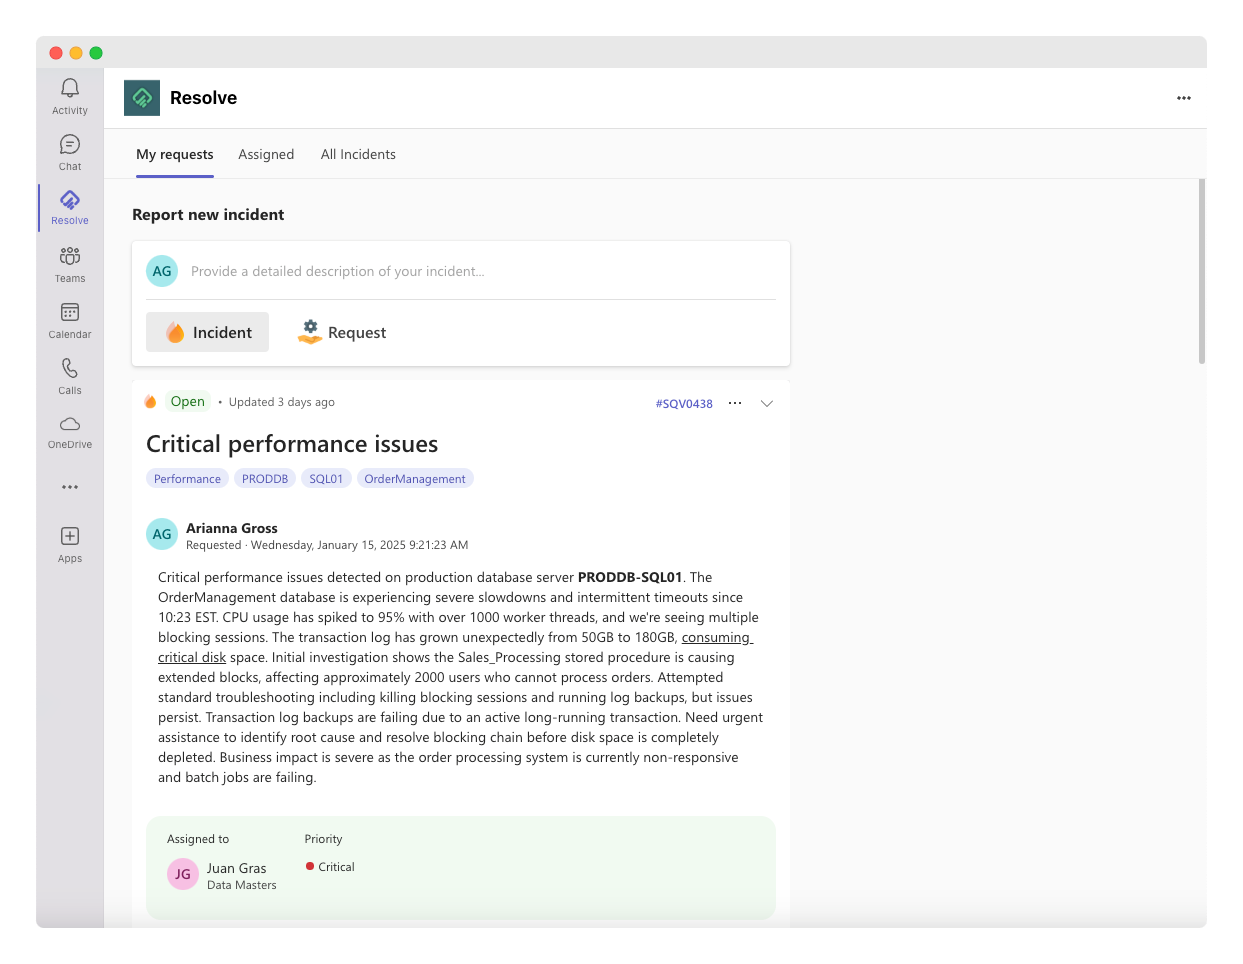 Resolve
My requests Assigned All Incidents
Activity
Chat
Resolve
Teams
Calendar
Calls
OneDrive
Apps
Report new incident
AG Provide a detailed description of your incident...
Incident Request
Open • Updated 3 days ago #SQV0438
Critical performance issues
Performance PRODDB SQL01 OrderManagement
AG Arianna Gross
Requested · Wednesday, January 15, 2025 9:21:23 AM
Critical performance issues detected on production database server PRODDB-SQL01. The
OrderManagement database is experiencing severe slowdowns and intermittent timeouts since
10:23 EST. CPU usage has spiked to 95% with over 1000 worker threads, and we're seeing multiple
blocking sessions. The transaction log has grown unexpectedly from 50GB to 180GB, consuming
critical disk space. Initial investigation shows the Sales_Processing stored procedure is causing
extended blocks, affecting approximately 2000 users who cannot process orders. Attempted
standard troubleshooting including killing blocking sessions and running log backups, but issues
persist. Transaction log backups are failing due to an active long-running transaction. Need urgent
assistance to identify root cause and resolve blocking chain before disk space is completely
depleted. Business impact is severe as the order processing system is currently non-responsive
and batch jobs are failing.
Assigned to Priority
JG Juan Gras Critical
Data Masters